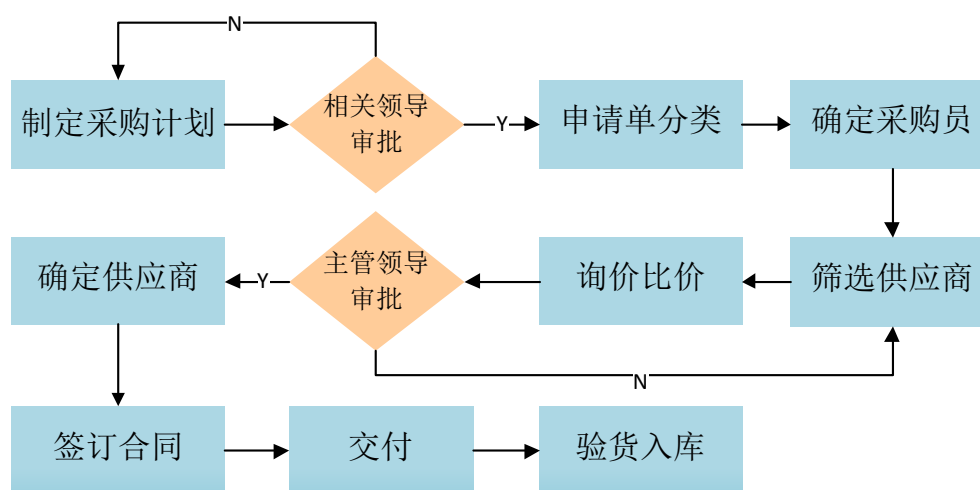 N
制定采购计划
相关领导
审批
Y
申请单分类
确定采购员
确定供应商
Y
主管领导
审批
询价比价
筛选供应商
N
签订合同
交付
验货入库